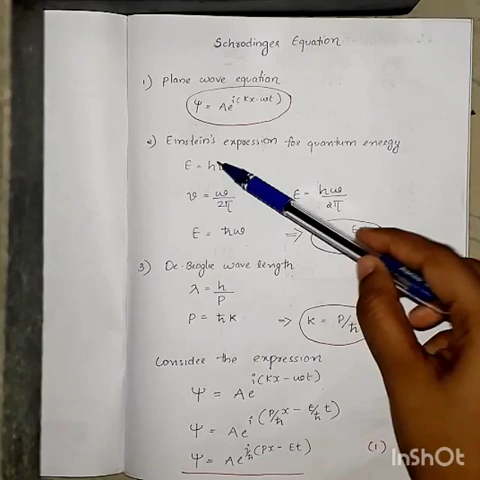 Schrodinger Equation
1) Plane wave equation
Ψ = Ae^i(Kx-ωt)
2) Einstein's expression for quantum energy
E = h
ν = ω/2π E = hω/2π
E = ħω ⇒ E
3) De-Broglie wave length
λ = h/P
P = ħk ⇒ k = P/ħ
Consider the expression
Ψ = Ae^i(Kx-ωt)
Ψ = Ae^i(P/ħ x - E/ħ t)
Ψ = Ae^i/ħ(Px - Et) (1)
InShOt